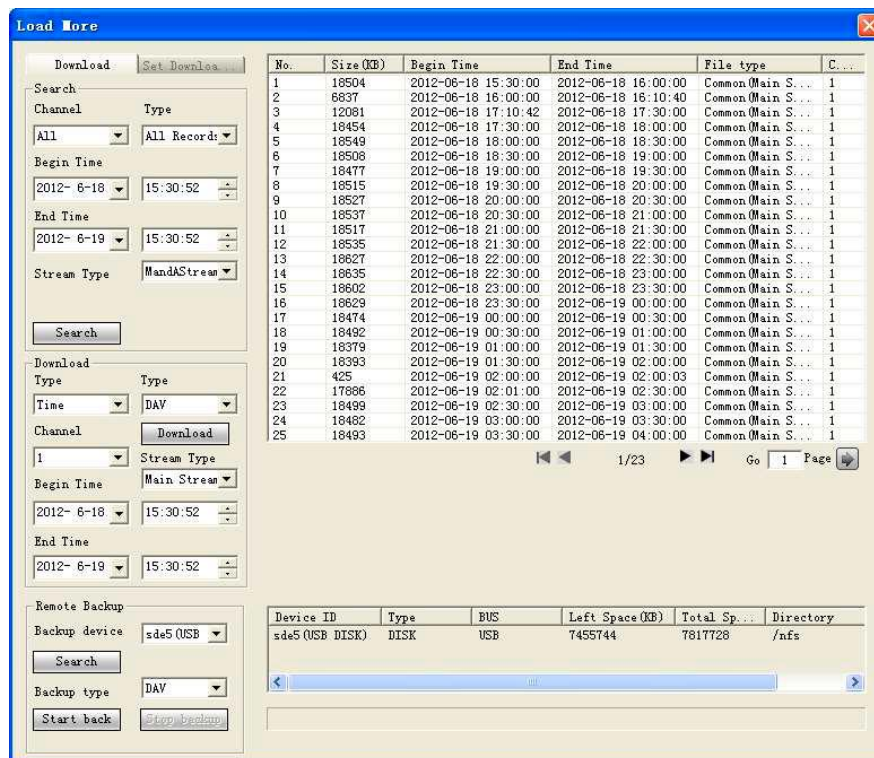 Load More
Download Set Downloa...
Search
Channel Type
All All Records
Begin Time
2012- 6-18 15:30:52
End Time
2012- 6-19 15:30:52
Stream Type MandAStream
Search
Download
Type Type
Time DAV
Channel Download
1 Stream Type
Begin Time Main Stream
2012- 6-18 15:30:52
End Time
2012- 6-19 15:30:52
Remote Backup
Backup device sde5(USB
Search
Backup type DAV
Start back Stop backup
No. Size(KB) Begin Time End Time File type C...
1 18504 2012-06-18 15:30:00 2012-06-18 16:00:00 Common(Main S... 1
2 6837 2012-06-18 16:00:00 2012-06-18 16:10:40 Common(Main S... 1
3 12081 2012-06-18 17:10:42 2012-06-18 17:30:00 Common(Main S... 1
4 18454 2012-06-18 17:30:00 2012-06-18 18:00:00 Common(Main S... 1
5 18549 2012-06-18 18:00:00 2012-06-18 18:30:00 Common(Main S... 1
6 18508 2012-06-18 18:30:00 2012-06-18 19:00:00 Common(Main S... 1
7 18477 2012-06-18 19:00:00 2012-06-18 19:30:00 Common(Main S... 1
8 18515 2012-06-18 19:30:00 2012-06-18 20:00:00 Common(Main S... 1
9 18527 2012-06-18 20:00:00 2012-06-18 20:30:00 Common(Main S... 1
10 18537 2012-06-18 20:30:00 2012-06-18 21:00:00 Common(Main S... 1
11 18517 2012-06-18 21:00:00 2012-06-18 21:30:00 Common(Main S... 1
12 18535 2012-06-18 21:30:00 2012-06-18 22:00:00 Common(Main S... 1
13 18627 2012-06-18 22:00:00 2012-06-18 22:30:00 Common(Main S... 1
14 18635 2012-06-18 22:30:00 2012-06-18 23:00:00 Common(Main S... 1
15 18602 2012-06-18 23:00:00 2012-06-18 23:30:00 Common(Main S... 1
16 18629 2012-06-18 23:30:00 2012-06-19 00:00:00 Common(Main S... 1
17 18474 2012-06-19 00:00:00 2012-06-19 00:30:00 Common(Main S... 1
18 18492 2012-06-19 00:30:00 2012-06-19 01:00:00 Common(Main S... 1
19 18379 2012-06-19 01:00:00 2012-06-19 01:30:00 Common(Main S... 1
20 18393 2012-06-19 01:30:00 2012-06-19 02:00:00 Common(Main S... 1
21 425 2012-06-19 02:00:00 2012-06-19 02:00:03 Common(Main S... 1
22 17886 2012-06-19 02:01:00 2012-06-19 02:30:00 Common(Main S... 1
23 18499 2012-06-19 02:30:00 2012-06-19 03:00:00 Common(Main S... 1
24 18482 2012-06-19 03:00:00 2012-06-19 03:30:00 Common(Main S... 1
25 18493 2012-06-19 03:30:00 2012-06-19 04:00:00 Common(Main S... 1
1/23 Go 1 Page
Device ID Type BUS Left Space(KB) Total Sp... Directory
sde5(USB DISK) DISK USB 7455744 7817728 /nfs